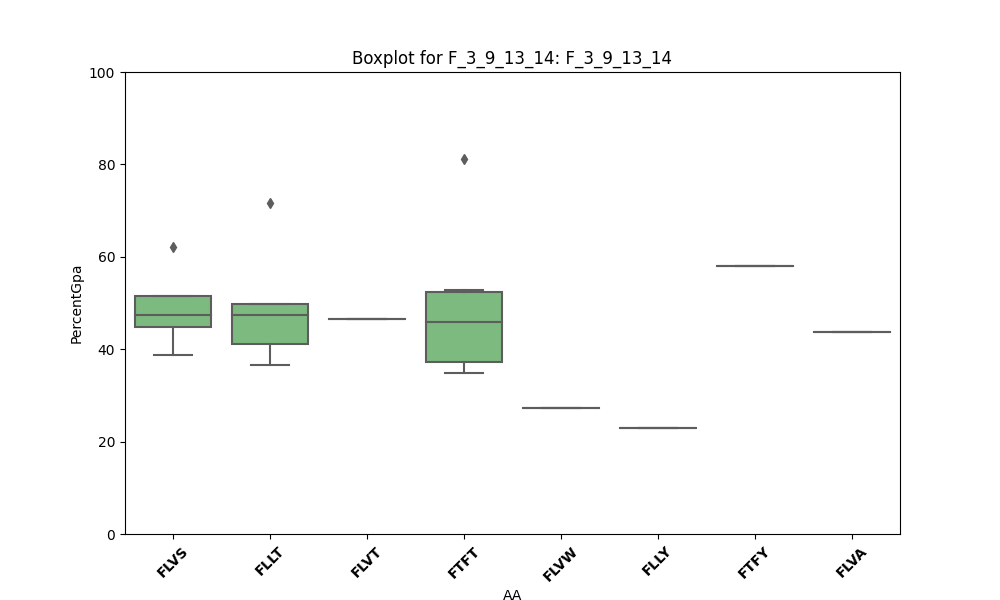 Boxplot for F_3_9_13_14: F_3_9_13_14
100
80
60
40
20
0
PercentGpa
FLVS
FLLT
FLVT
FTFT
FLVW
FLLY
FTFY
FLVA
AA